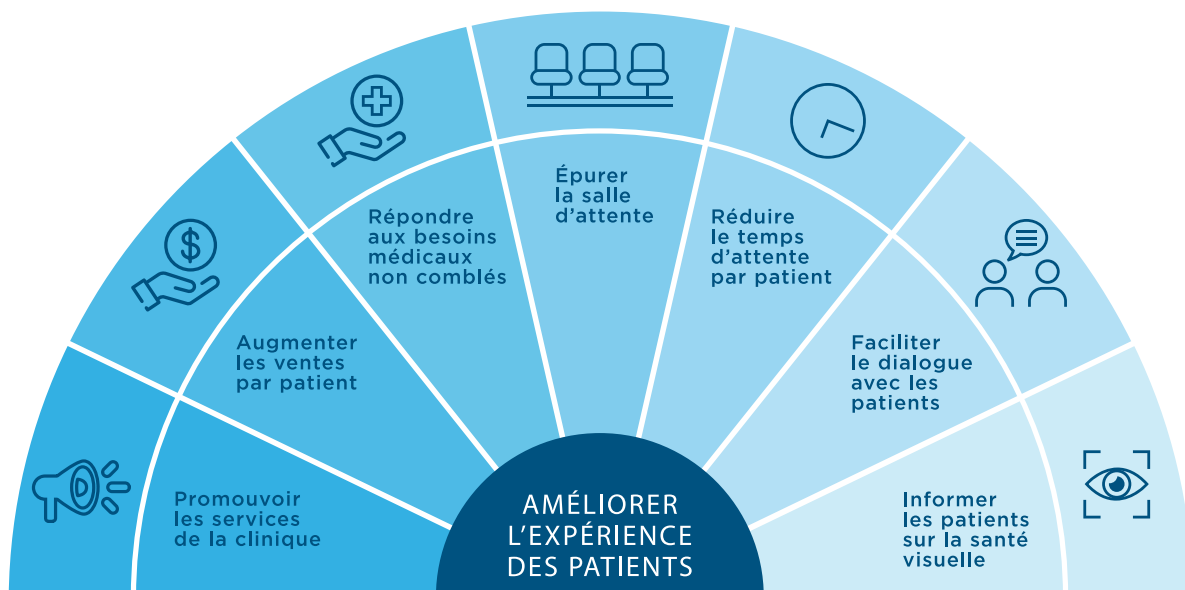 Promouvoir
les services
de la clinique
Augmenter
les ventes
par patient
$
Répondre
aux besoins
médicaux
non comblés
Épurer
la salle
d'attente
Réduire
le temps
d'attente
par patient
Faciliter
le dialogue
avec les
patients
Informer
les patients
sur la santé
visuelle
AMÉLIORER
L'EXPÉRIENCE
DES PATIENTS